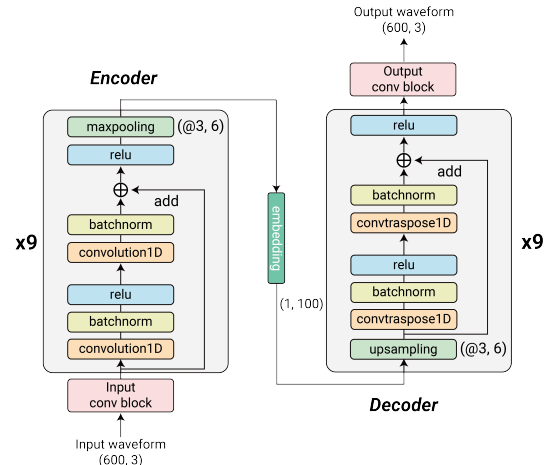 Encoder
maxpooling (@3, 6)
relu
add
batchnorm
convolution1D
x9
relu
batchnorm
convolution1D
Input
conv block
Input waveform
(600, 3)
embedding
(1, 100)
Output waveform
(600, 3)
Output
conv block
relu
add
batchnorm
convtraspose1D
x9
relu
batchnorm
convtraspose1D
upsampling (@3, 6)
Decoder